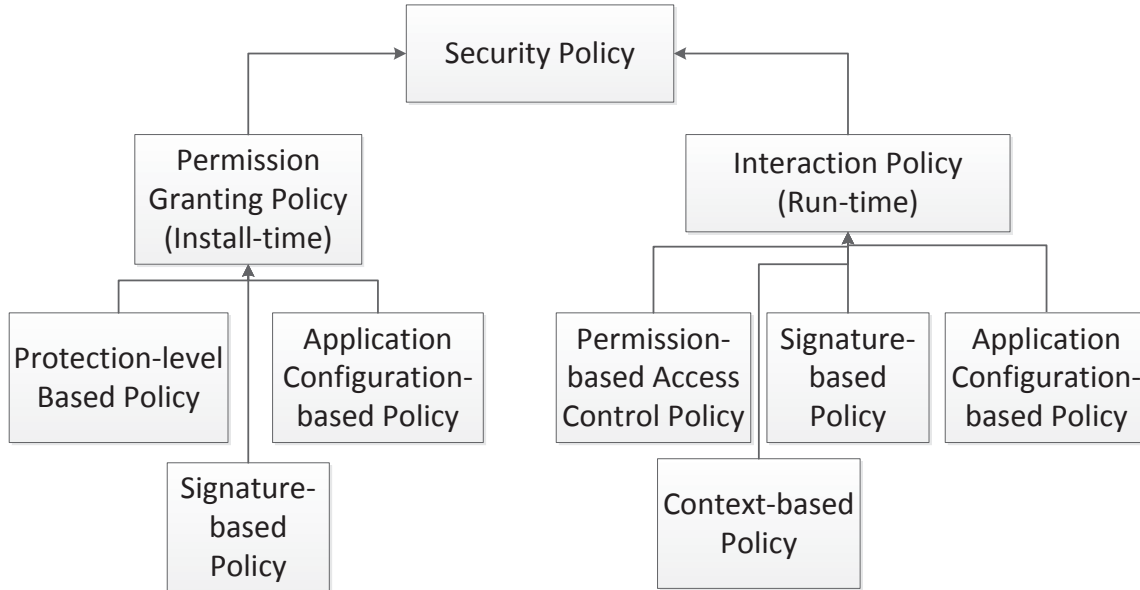 Security Policy
Permission
Granting Policy
(Install-time)
Interaction Policy
(Run-time)
Protection-level
Based Policy
Application
Configuration-
based Policy
Signature-
based
Policy
Permission-
based Access
Control Policy
Signature-
based
Policy
Application
Configuration-
based Policy
Context-based
Policy